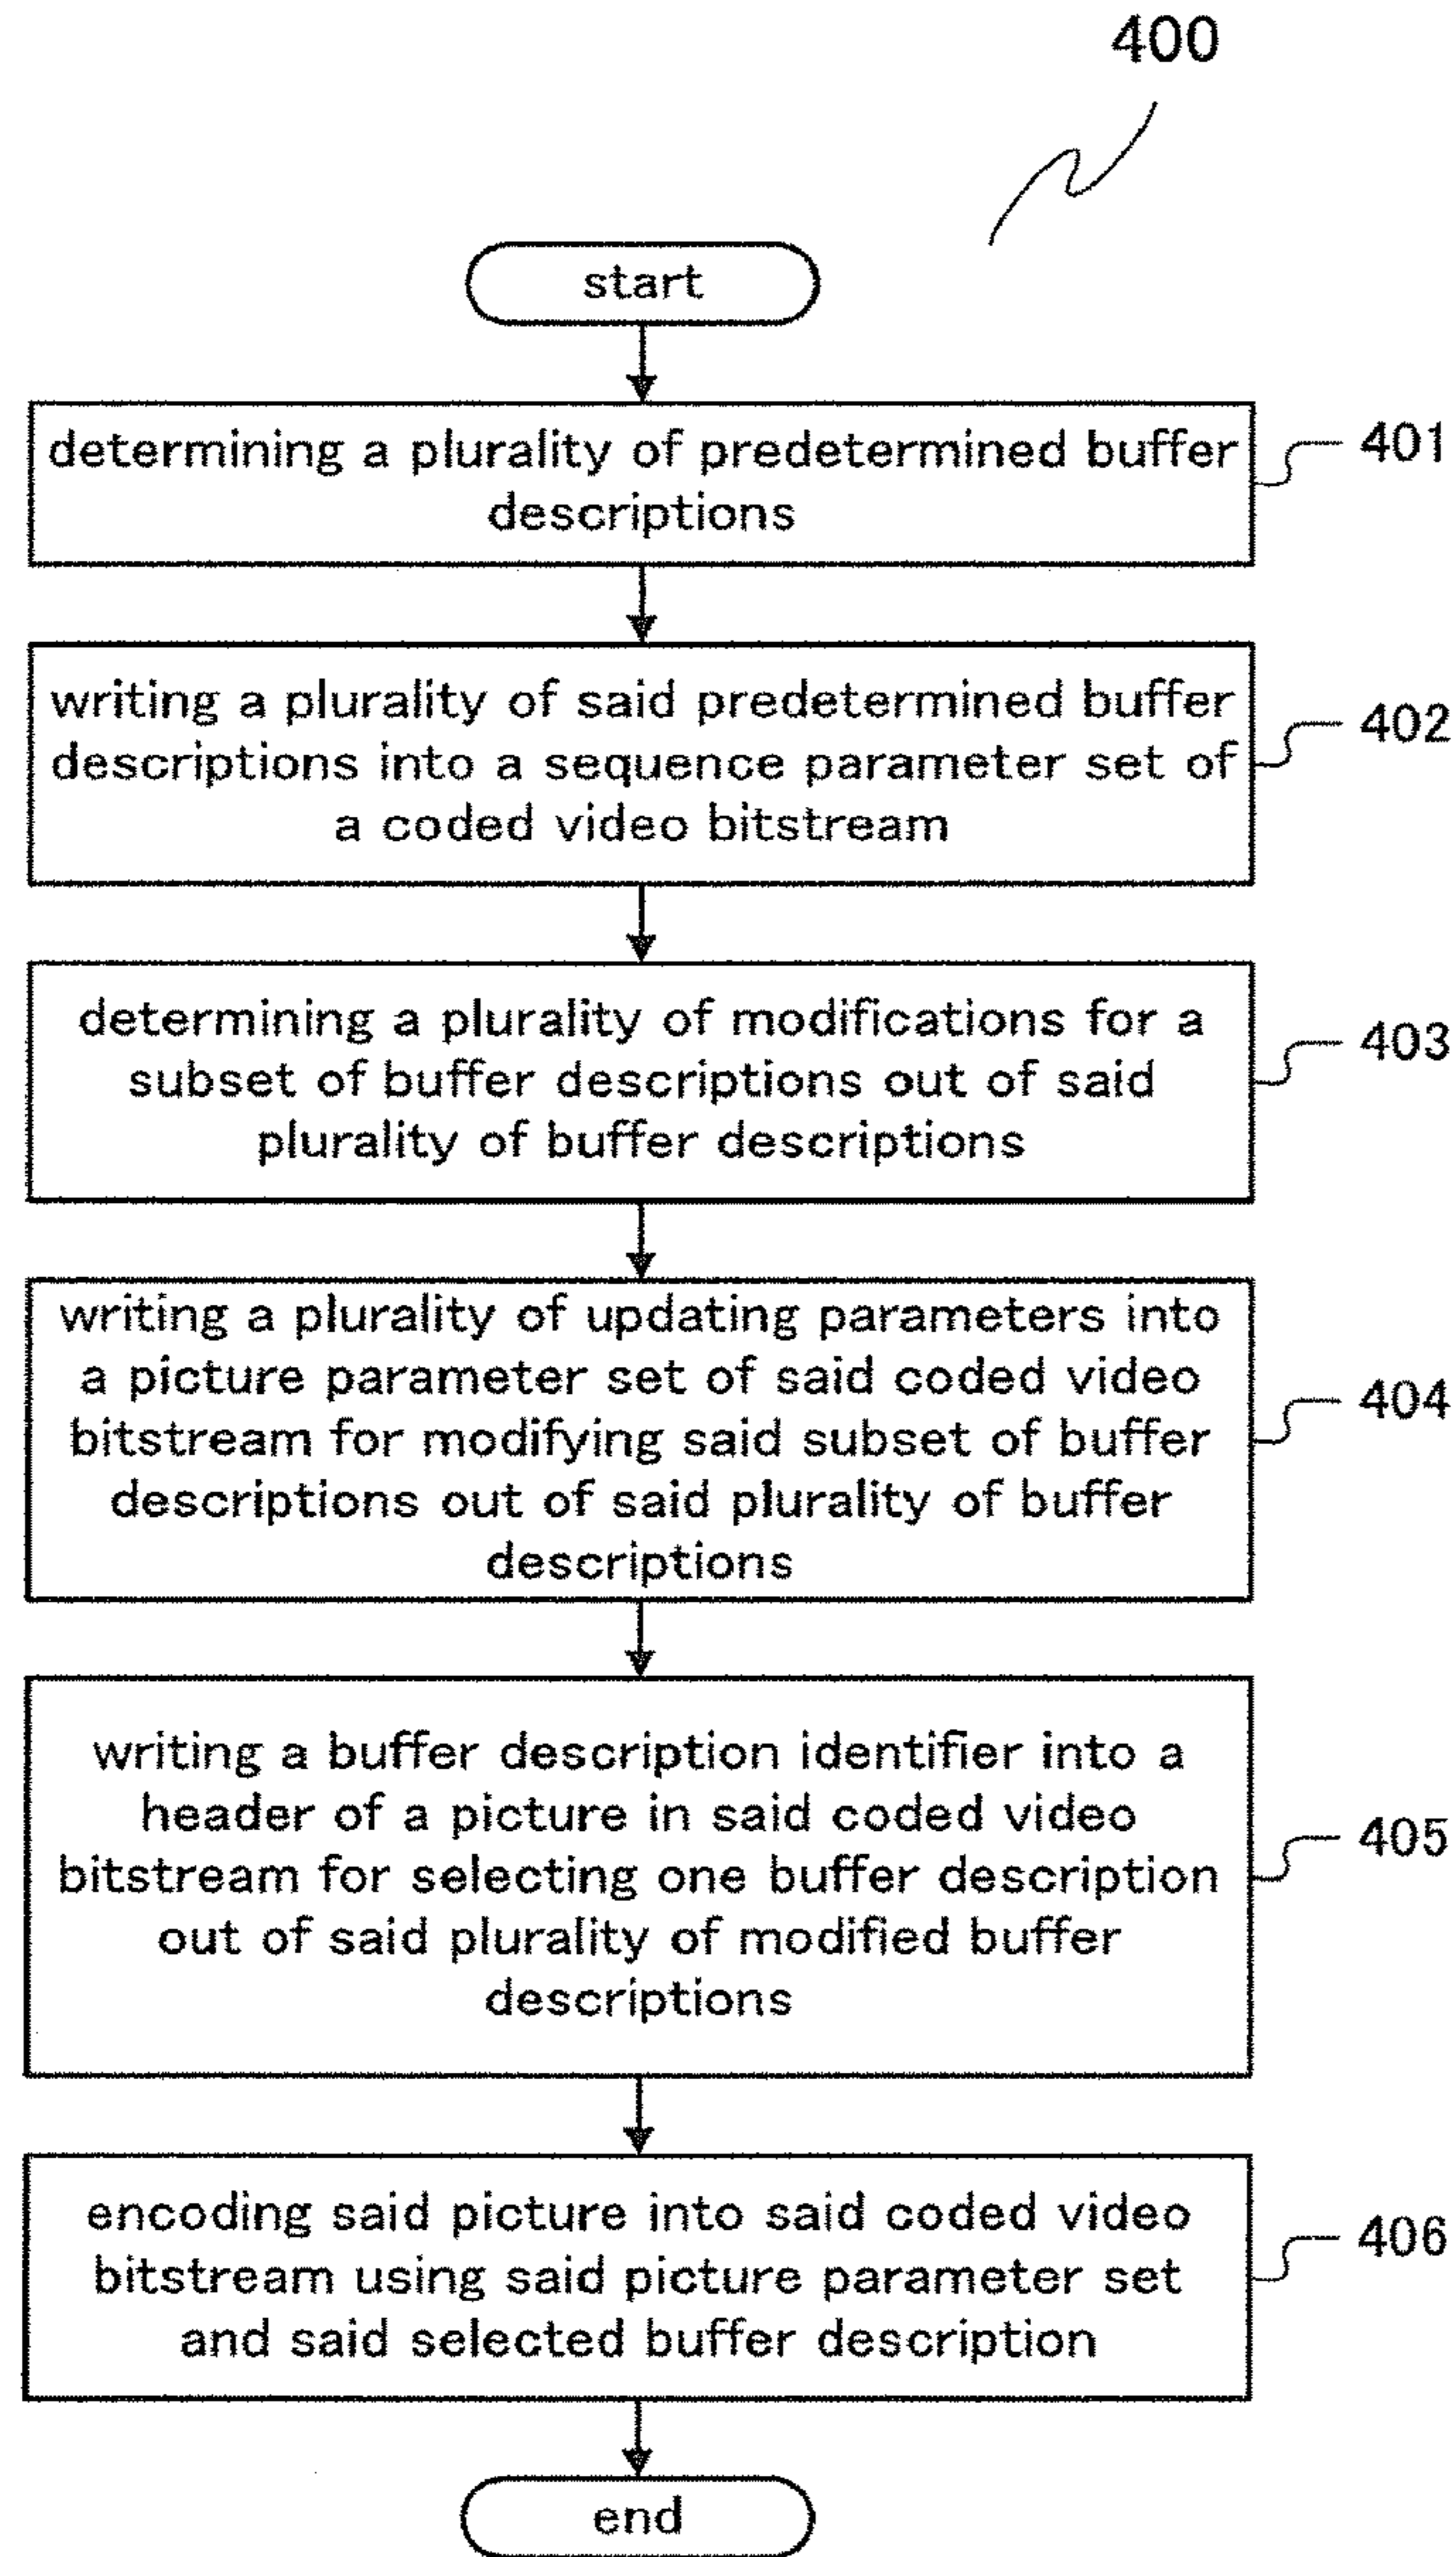 400
start
determining a plurality of predetermined buffer
descriptions
401
writing a plurality of said predetermined buffer
descriptions into a sequence parameter set of
a coded video bitstream
402
determining a plurality of modifications for a
subset of buffer descriptions out of said
plurality of buffer descriptions
403
writing a plurality of updating parameters into
a picture parameter set of said coded video
bitstream for modifying said subset of buffer
descriptions out of said plurality of buffer
descriptions
404
writing a buffer description identifier into a
header of a picture in said coded video
bitstream for selecting one buffer description
out of said plurality of modified buffer
descriptions
405
encoding said picture into said coded video
bitstream using said picture parameter set
and said selected buffer description
406
end